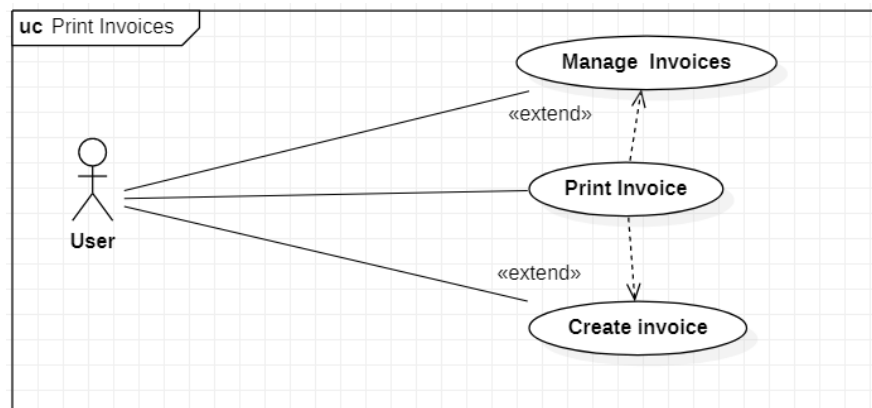 uc Print Invoices
Manage Invoices
«extend»
Print Invoice
User
«extend»
Create invoice